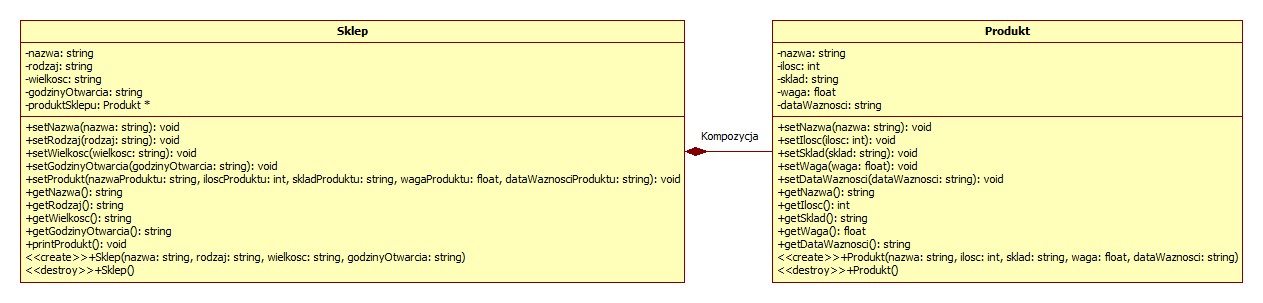 Sklep
-nazwa: string
-rodzaj: string
-wielkosc: string
-godzinyOtwarcia: string
-produktSklepu: Produkt *
+setNazwa(nazwa: string): void
+setRodzaj(rodzaj: string): void
+setWielkosc(wielkosc: string): void
+setGodzinyOtwarcia(godzinyOtwarcia: string): void
+setProdukt(nazwaProduktu: string, iloscProduktu: int, skladProduktu: string, wagaProduktu: float, dataWaznosciProduktu: string): void
+getNazwa(): string
+getRodzaj(): string
+getWielkosc(): string
+getGodzinyOtwarcia(): string
+printProdukt(): void
<<create>>+Sklep(nazwa: string, rodzaj: string, wielkosc: string, godzinyOtwarcia: string)
<<destroy>>+Sklep()
Kompozycja
Produkt
-nazwa: string
-ilosc: int
-sklad: string
-waga: float
-dataWaznosci: string
+setNazwa(nazwa: string): void
+setIlosc(ilosc: int): void
+setSklad(sklad: string): void
+setWaga(waga: float): void
+setDataWaznosci(dataWaznosci: string): void
+getNazwa(): string
+getIlosc(): int
+getSklad(): string
+getWaga(): float
+getDataWaznosci(): string
<<create>>+Produkt(nazwa: string, ilosc: int, sklad: string, waga: float, dataWaznosci: string)
<<destroy>>+Produkt()